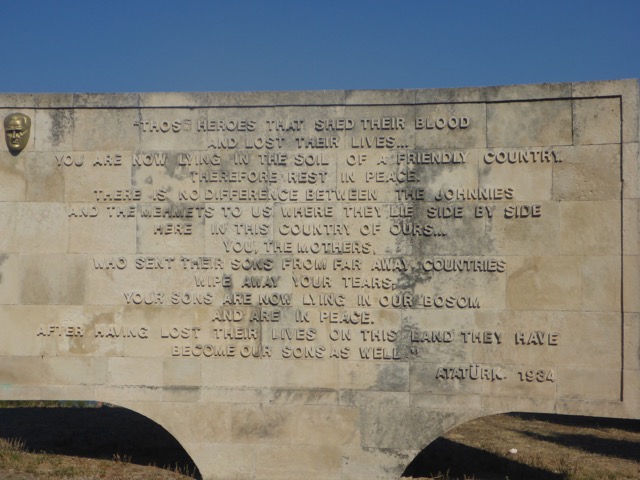 "THOSE HEROES THAT SHED THEIR BLOOD
AND LOST THEIR LIVES...
YOU ARE NOW LYING IN THE SOIL OF A FRIENDLY COUNTRY.
THEREFORE REST IN PEACE.
THERE IS NO DIFFERENCE BETWEEN THE JOHNNIES
AND THE MEHMETS TO US WHERE THEY LIE SIDE BY SIDE
HERE IN THIS COUNTRY OF OURS...
YOU, THE MOTHERS,
WHO SENT THEIR SONS FROM FAR AWAY COUNTRIES
WIPE AWAY YOUR TEARS;
YOUR SONS ARE NOW LYING IN OUR BOSOM
AND ARE IN PEACE.
AFTER HAVING LOST THEIR LIVES ON THIS LAND THEY HAVE
BECOME OUR SONS AS WELL"
ATATÜRK. 1934